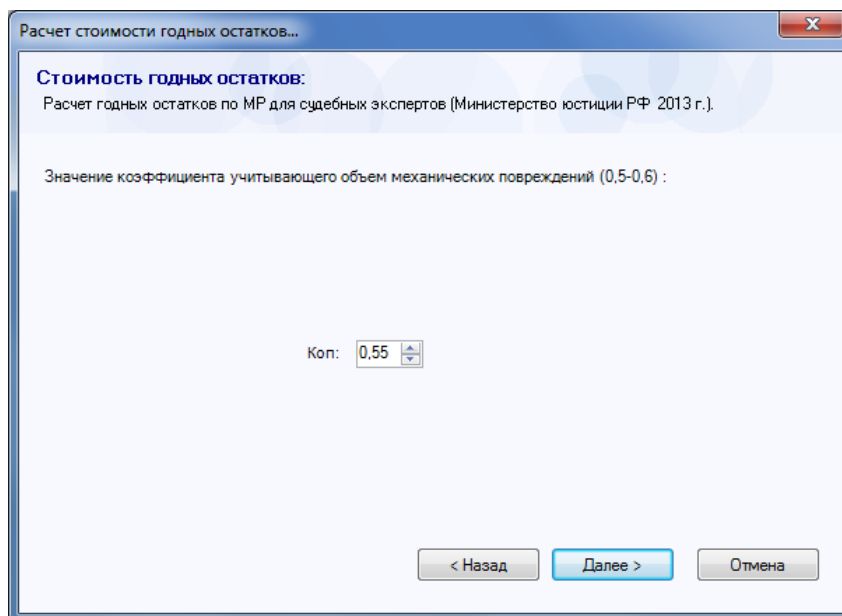 Расчет стоимости годных остатков...
Стоимость годных остатков:
Расчет годных остатков по МР для судебных экспертов (Министерство юстиции РФ 2013 г.).
Значение коэффициента учитывающего объем механических повреждений (0,5-0,6) :
Коп: 0,55
< Назад Далее > Отмена